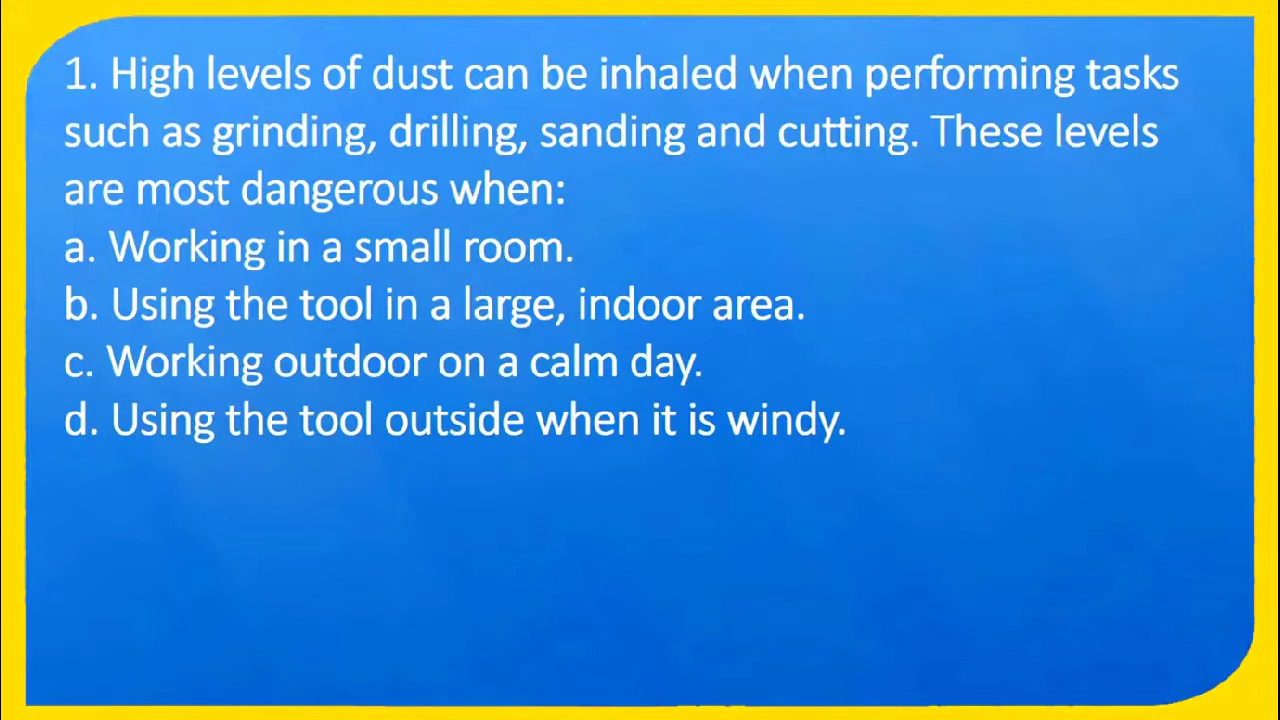 1. High levels of dust can be inhaled when performing tasks
such as grinding, drilling, sanding and cutting. These levels
are most dangerous when:
a. Working in a small room.
b. Using the tool in a large, indoor area.
c. Working outdoor on a calm day.
d. Using the tool outside when it is windy.